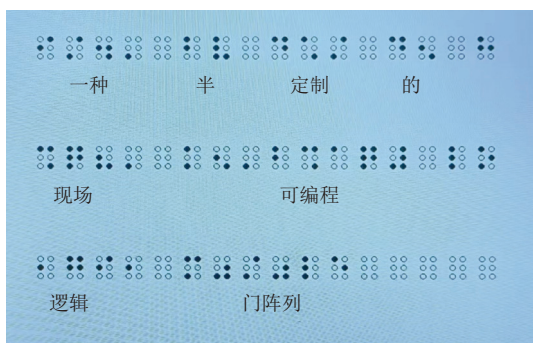 一种 半 定制 的
现场 可编程
逻辑 门阵列